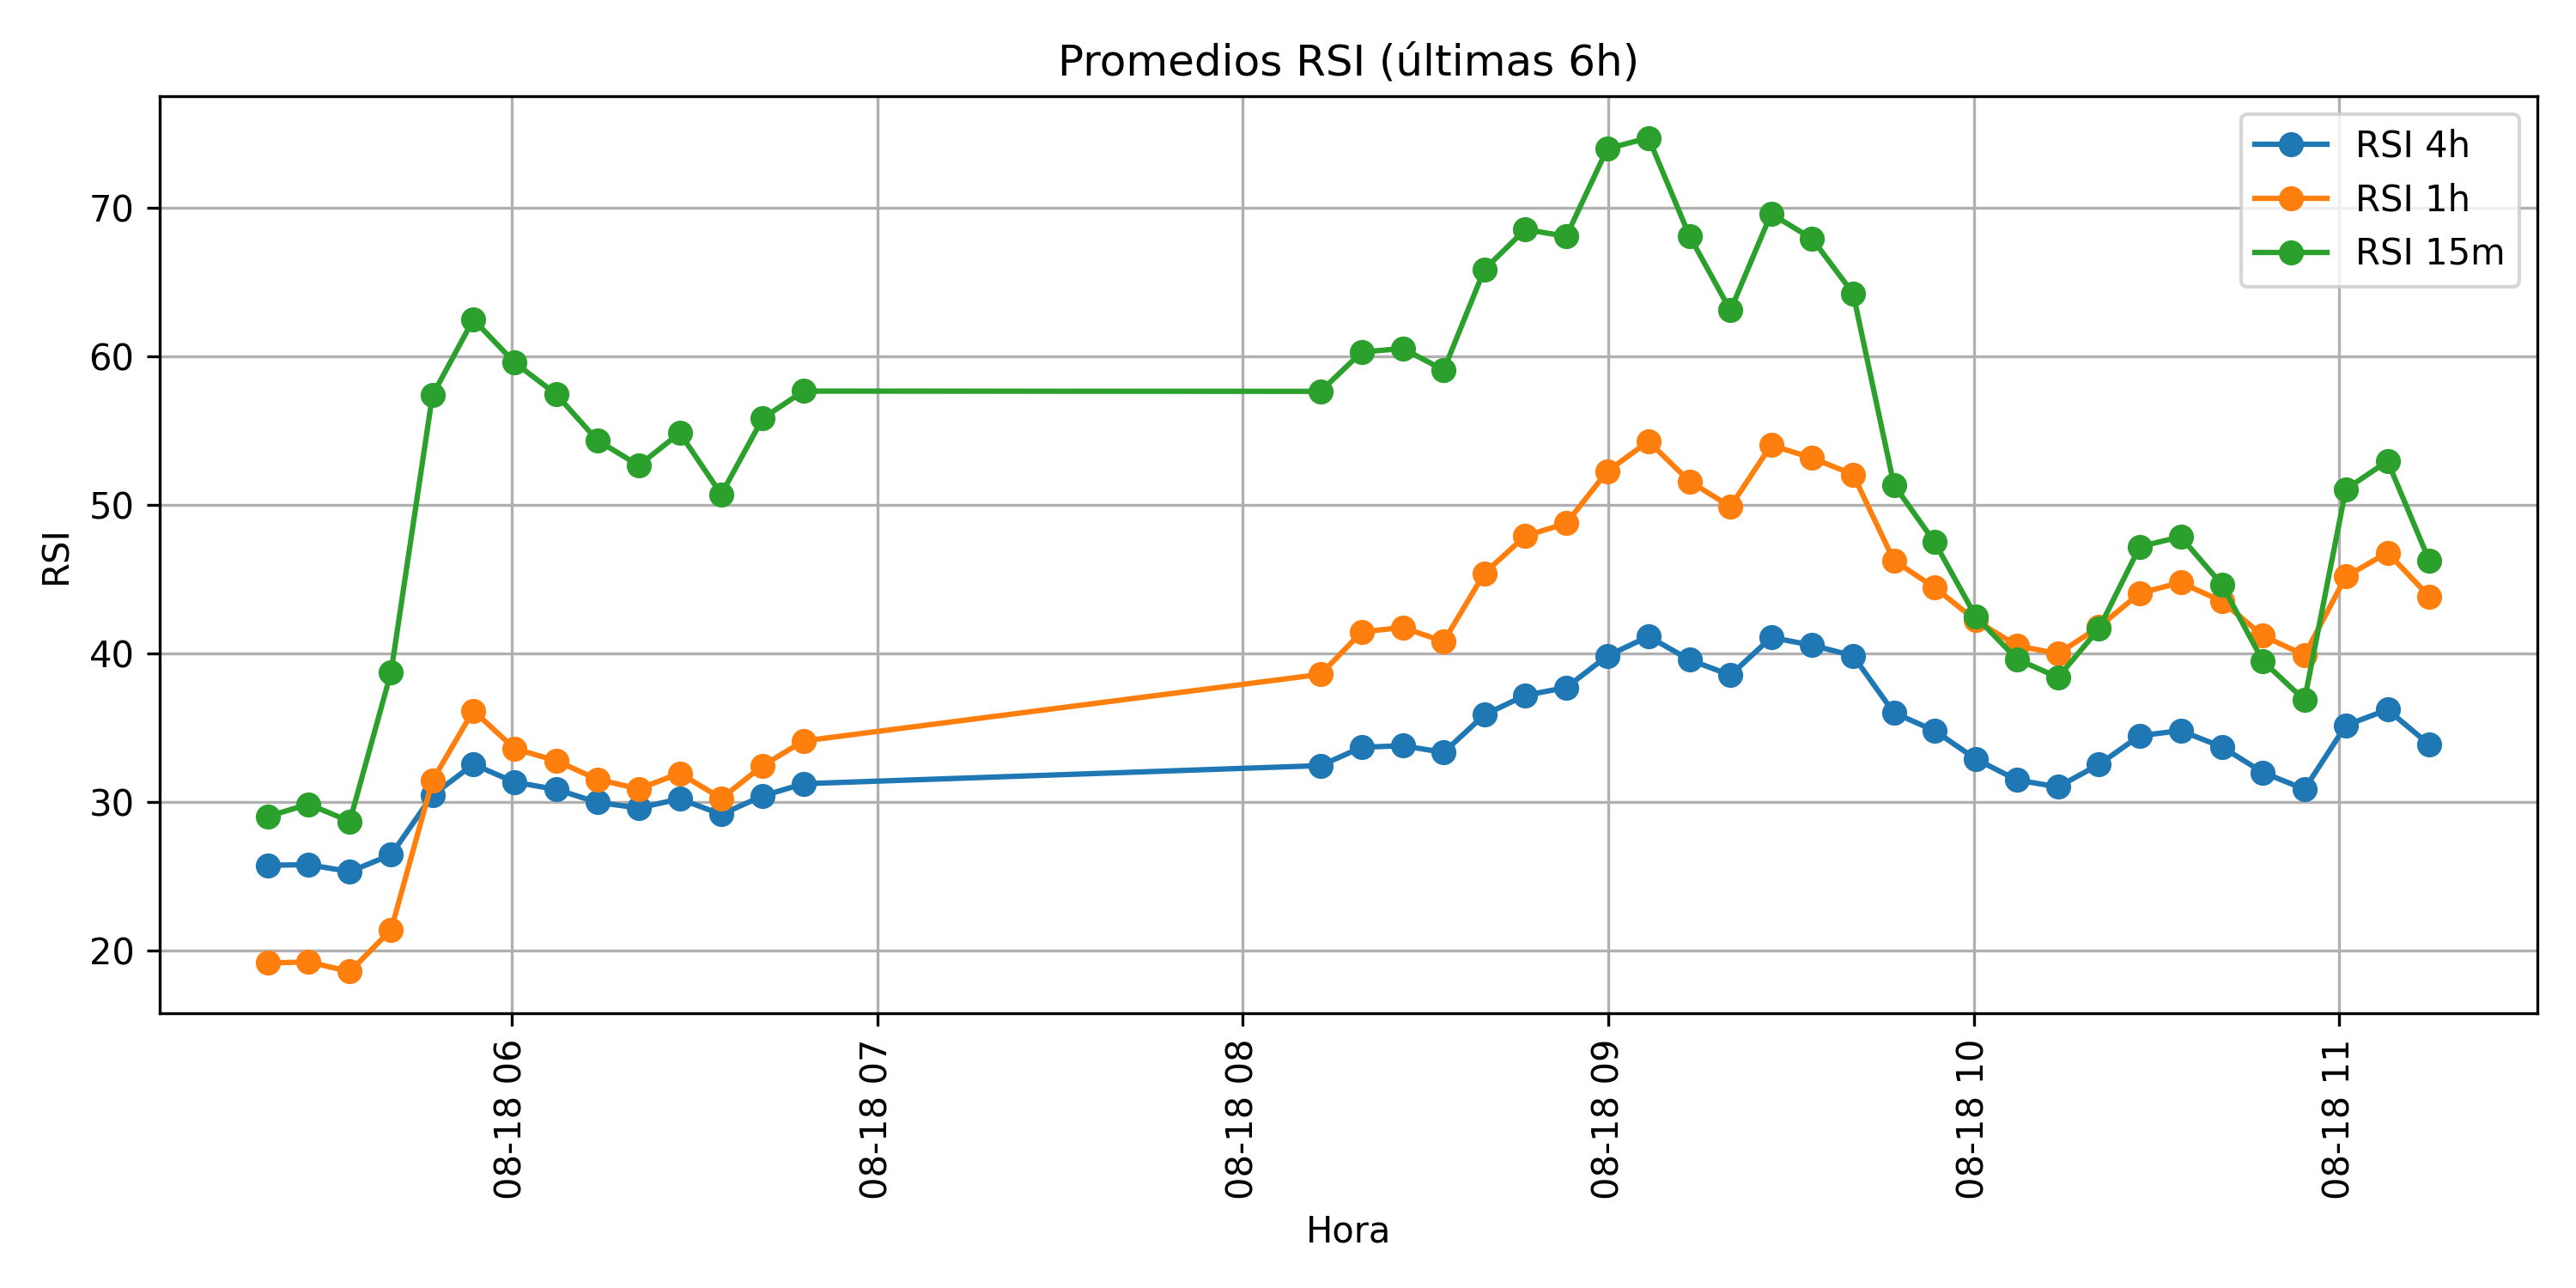 Promedios RSI (últimas 6h)
RSI 4h
RSI 1h
RSI 15m
RSI
70
60
50
40
30
20
08-18 06
08-18 07
08-18 08
08-18 09
08-18 10
08-18 11
Hora